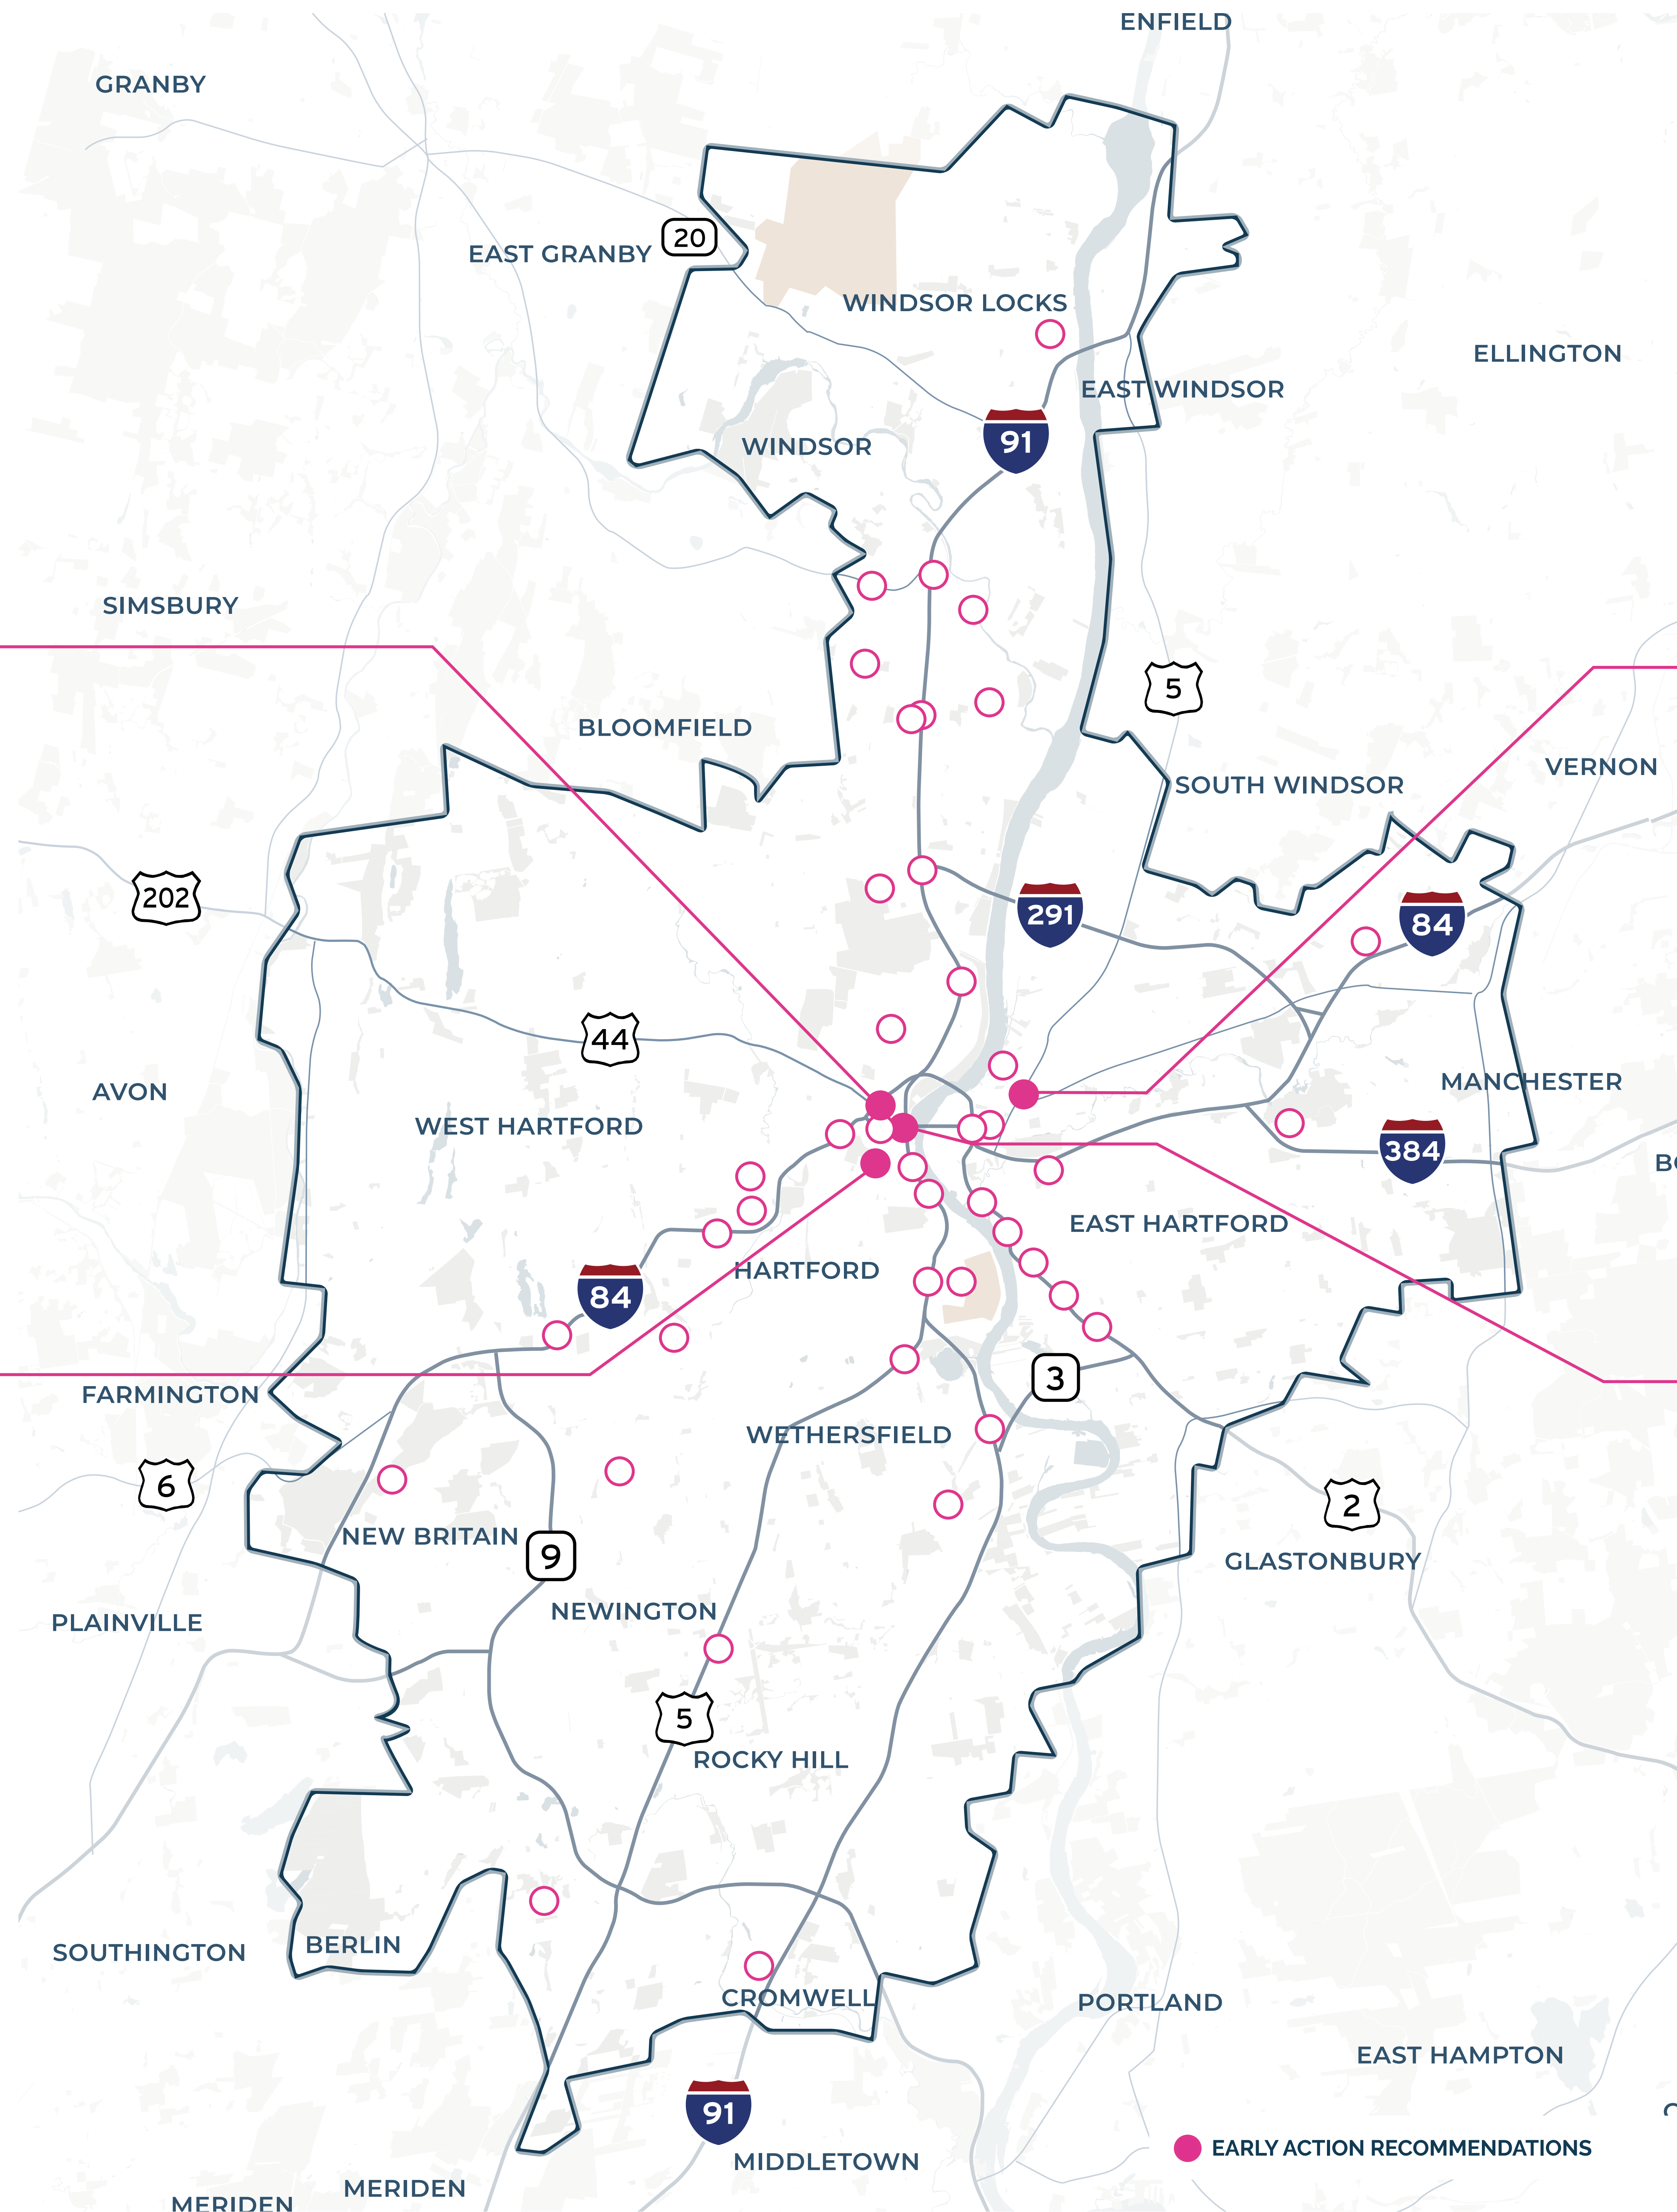 ENFIELD
GRANBY
20
EAST GRANBY
WINDSOR LOCKS
ELLINGTON
EAST WINDSOR
91
WINDSOR
SIMSBURY
5
BLOOMFIELD
VERNON
SOUTH WINDSOR
202
291
84
44
MANCHESTER
AVON
WEST HARTFORD
384
EAST HARTFORD
HARTFORD
84
3
FARMINGTON
WETHERSFIELD
6
2
NEW BRITAIN
9
GLASTONBURY
NEWINGTON
PLAINVILLE
5
ROCKY HILL
BERLIN
SOUTHINGTON
CROMWELL
PORTLAND
EAST HAMPTON
91
EARLY ACTION RECOMMENDATIONS
MIDDLETOWN
MERIDEN
MERIDEN